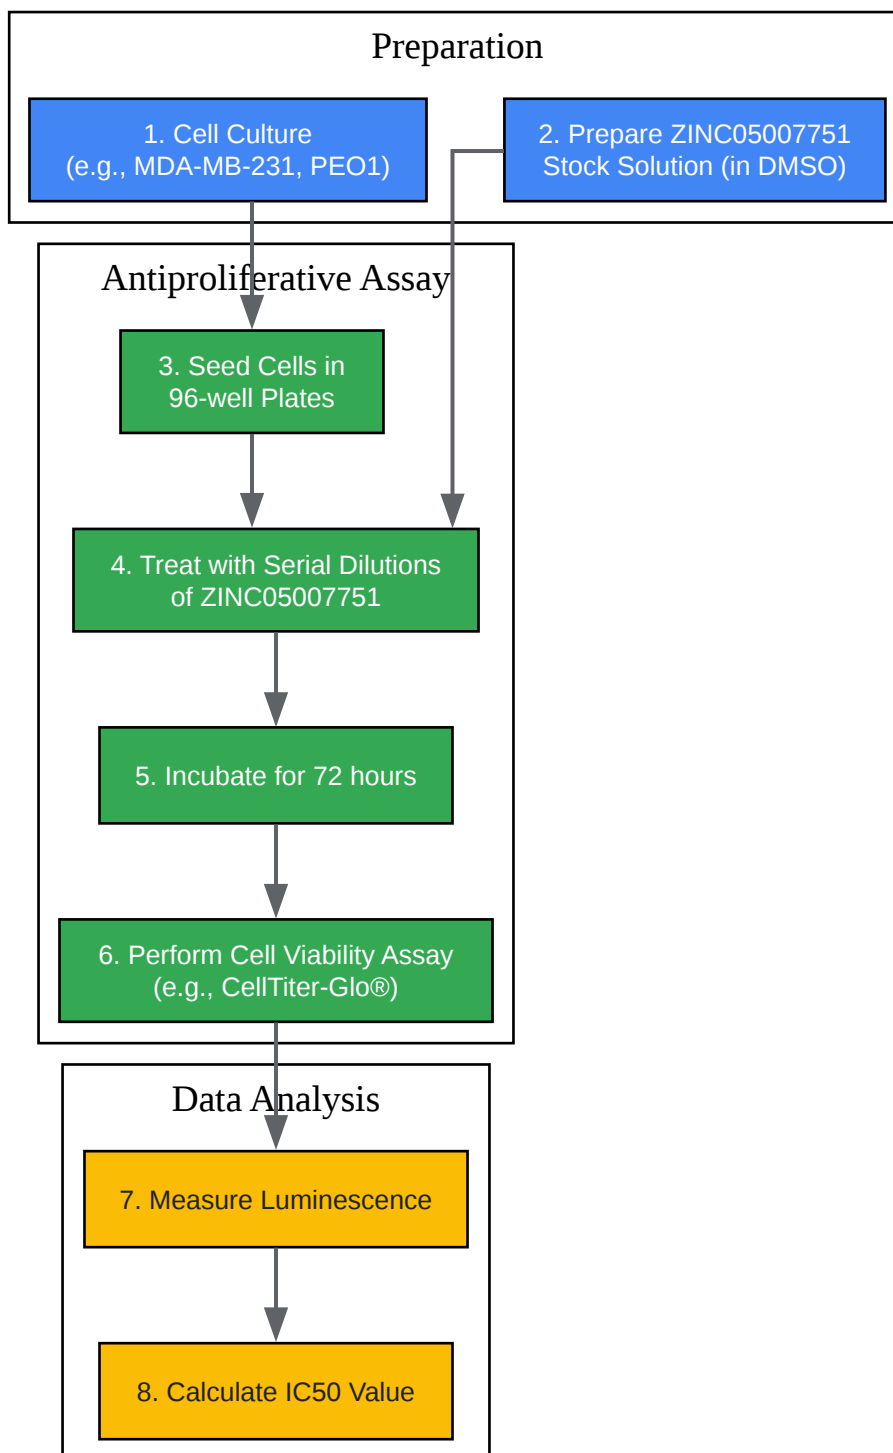 Preparation
1. Cell Culture
(e.g., MDA-MB-231, PEO1)
2. Prepare ZINC05007751
Stock Solution (in DMSO)
Antiproliferative Assay
3. Seed Cells in
96-well Plates
4. Treat with Serial Dilutions
of ZINC05007751
5. Incubate for 72 hours
6. Perform Cell Viability Assay
(e.g., CellTiter-Glo®)
Data Analysis
7. Measure Luminescence
8. Calculate IC50 Value